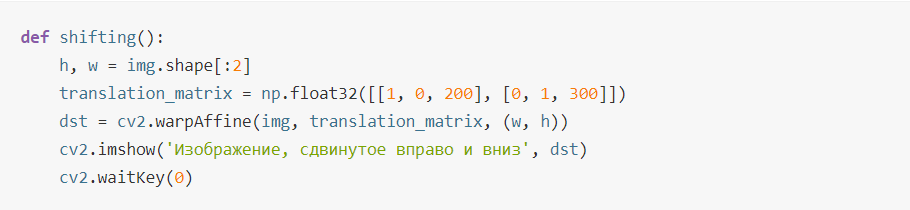 def shifting():
    h, w = img.shape[:2]
    translation_matrix = np.float32([[1, 0, 200], [0, 1, 300]])
    dst = cv2.warpAffine(img, translation_matrix, (w, h))
    cv2.imshow('Изображение, сдвинутое вправо и вниз', dst)
    cv2.waitKey(0)